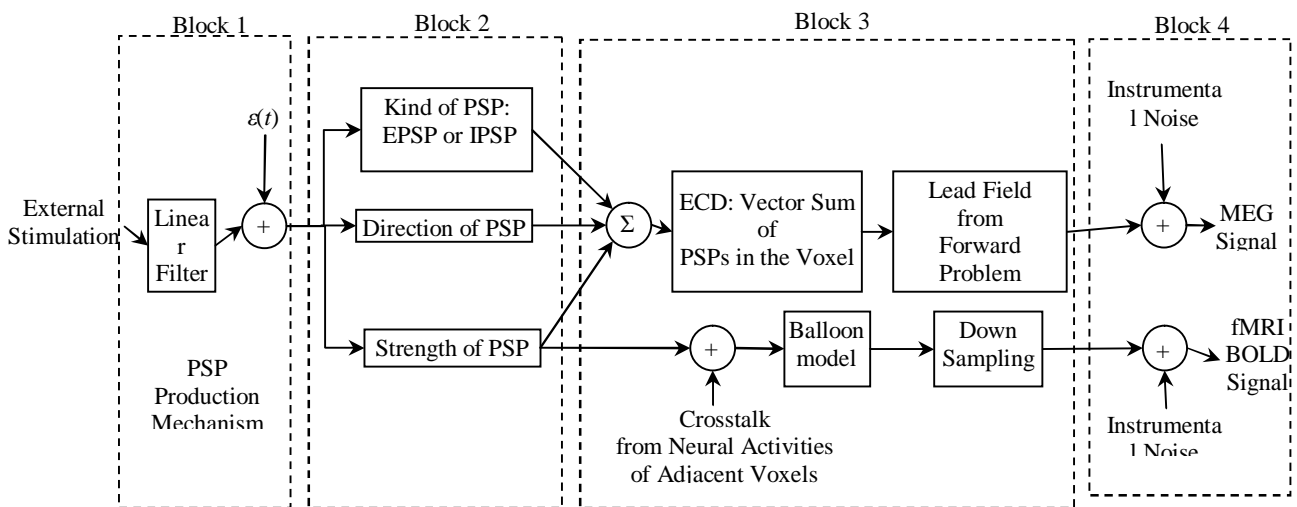 Block 1
Block 2
Block 3
Block 4
ε(t)
External
Stimulation
Linea
r
Filter
+
PSP
Production
Mechanism
Kind of PSP:
EPSP or IPSP
Direction of PSP
Strength of PSP
Σ
ECD: Vector Sum
of
PSPs in the Voxel
Lead Field
from
Forward
Problem
+
Crosstalk
from Neural Activities
of Adjacent Voxels
Balloon
model
Down
Sampling
Instrumenta
l Noise
+
MEG
Signal
+
fMRI
BOLD
Signal
Instrumenta
l Noise